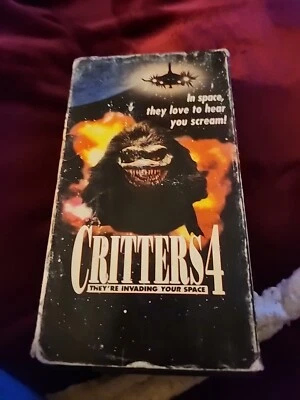 In space,
they love to hear
you scream!
CRITTERS 4
THEY'RE INVADING YOUR SPACE